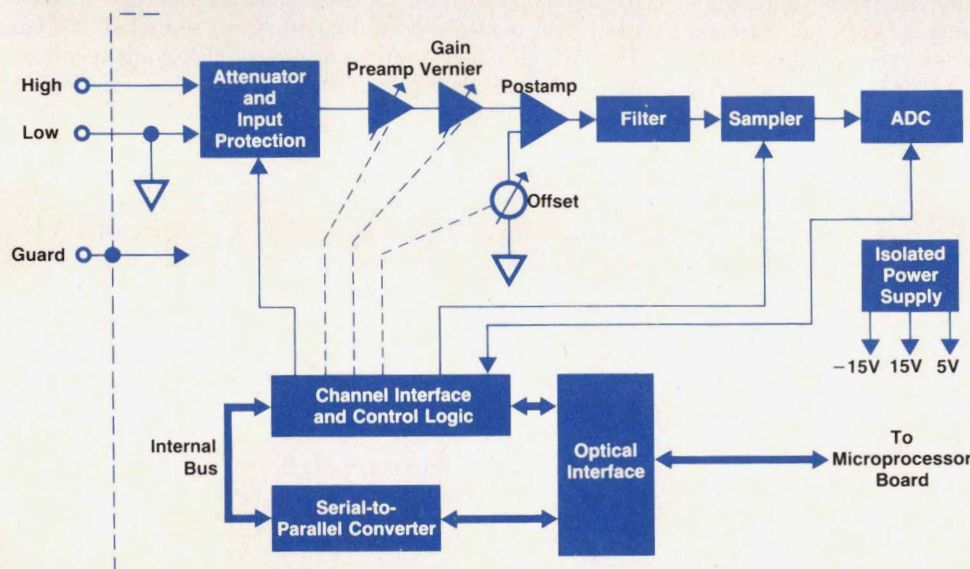 High
Low
Guard
Attenuator
and
Input
Protection
Preamp
Gain
Vernier
Postamp
Offset
Filter
Sampler
ADC
Isolated
Power
Supply
−15V 15V 5V
Channel Interface
and Control Logic
Internal
Bus
Serial-to-
Parallel Converter
Optical
Interface
To
Microprocessor
Board